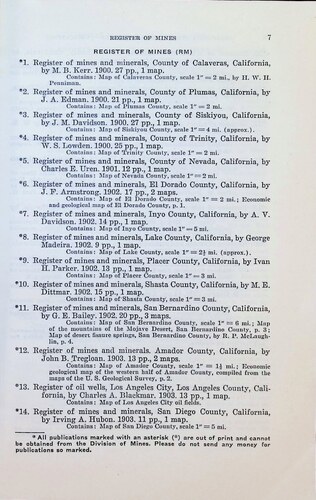 REGISTER OF MINES 7
REGISTER OF MINES (RM)
*1. Register of mines and minerals, County of Calaveras, California,
by M. B. Kerr. 1900. 27 pp., 1 map.
Contains: Map of Calaveras County, scale 1" = 2 mi., by H. W. H.
Penniman.
*2. Register of mines and minerals, County of Plumas, California, by
J. A. Edman. 1900. 27 pp., 1 map.
Contains: Map of Plumas County, scale 1" = 2 mi.
*3. Register of mines and minerals, County of Siskiyou, California,
by J. M. Davidson. 1900. 27 pp., 1 map.
Contains: Map of Siskiyou County, scale 1" = 4 mi. (approx.).
*4. Register of mines and minerals, County of Trinity, California, by
W. S. Lowden. 1900. 25 pp., 1 map.
Contains: Map of Trinity County, scale 1" = 2 mi.
*5. Register of mines and minerals, County of Nevada, California, by
Charles E. Uren. 1901. 12 pp., 1 map.
Contains: Map of Nevada County, scale 1" = 2 mi.
*6. Register of mines and minerals, El Dorado County, California, by
J. P. Armstrong. 1902. 17 pp., 2 maps.
Contains: Map of El Dorado County, scale 1" = 2 mi.; Economic
and geological map of El Dorado County, p. 1.
*7. Register of mines and minerals, Inyo County, California, by A. V.
Davidson. 1902. 14 pp., 1 map.
Contains: Map of Inyo County, scale 1" = 5 mi.
*8. Register of mines and minerals, Lake County, California, by George
Madeira. 1902. 9 pp., 1 map.
Contains: Map of Lake County, scale 1" = 2½ mi. (approx.).
*9. Register of mines and minerals, Placer County, California, by Ivan
H. Parker. 1902. 13 pp., 1 map.
Contains: Map of Placer County, scale 1" = 3 mi.
*10. Register of mines and minerals, Shasta County, California, by M. E.
Dittmar. 1902. 15 pp., 1 map.
Contains: Map of Shasta County, scale 1" = 3 mi.
*11. Register of mines and minerals, San Bernardino County, California,
by G. E. Bailey. 1902. 20 pp., 3 maps.
Contains: Map of San Bernardino County, scale 1" = 6 mi.; Map
of the mountains of the Mojave Desert, San Bernardino County, p. 3;
Map of desert fissure springs, San Bernardino County, by R. P. McLaugh-
lin, p. 4.
*12. Register of mines and minerals. Amador County, California, by
John B. Tregloan. 1903. 13 pp., 2 maps.
Contains: Map of Amador County, scale 1" = 1½ mi.; Economic
geological map of the western half of Amador County, compiled from the
maps of the U. S. Geological Survey, p. 2.
*13. Register of oil wells, Los Angeles City, Los Angeles County, Cali-
fornia, by Charles A. Blackmar. 1903. 13 pp., 1 map.
Contains: Map of Los Angeles City oil fields.
*14. Register of mines and minerals, San Diego County, California,
by Irving A. Hubon. 1903. 11 pp., 1 map.
Contains: Map of San Diego County, scale 1" = 5 mi.
* All publications marked with an asterisk (*) are out of print and cannot
be obtained from the Division of Mines. Please do not send any money for
publications so marked.